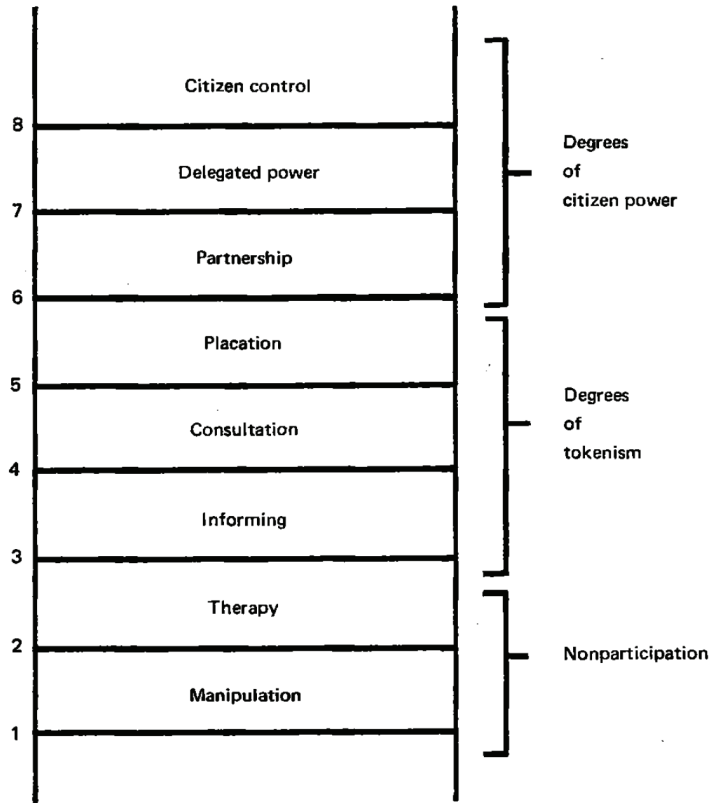 Citizen control
8
Delegated power
7
Partnership
6
Placation
5
Consultation
4
Informing
3
Therapy
2
Manipulation
1
Degrees
of
citizen power
Degrees
of
tokenism
Nonparticipation